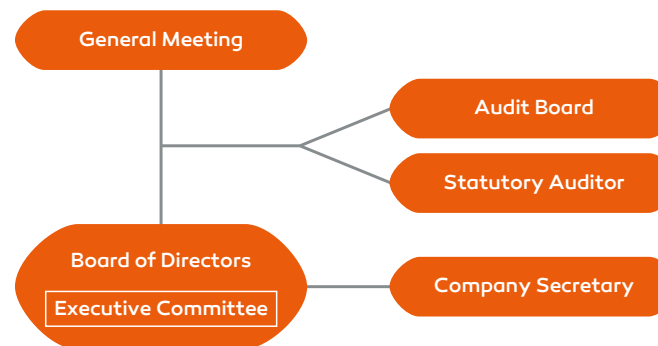 General Meeting
Audit Board
Statutory Auditor
Board of Directors
Executive Committee
Company Secretary